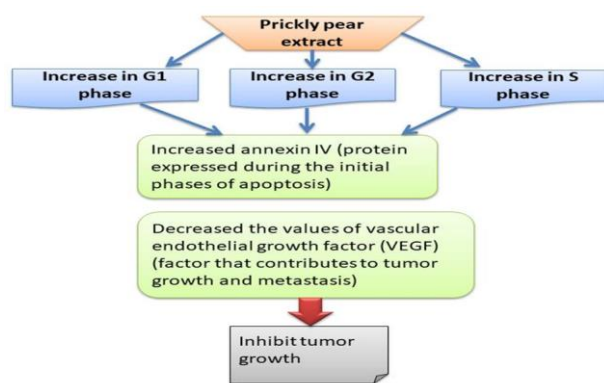 Prickly pear
extract
Increase in G1
phase
Increase in G2
phase
Increase in S
phase
Increased annexin IV (protein
expressed during the initial
phases of apoptosis)
Decreased the values of vascular
endothelial growth factor (VEGF)
(factor that contributes to tumor
growth and metastasis)
Inhibit tumor
growth